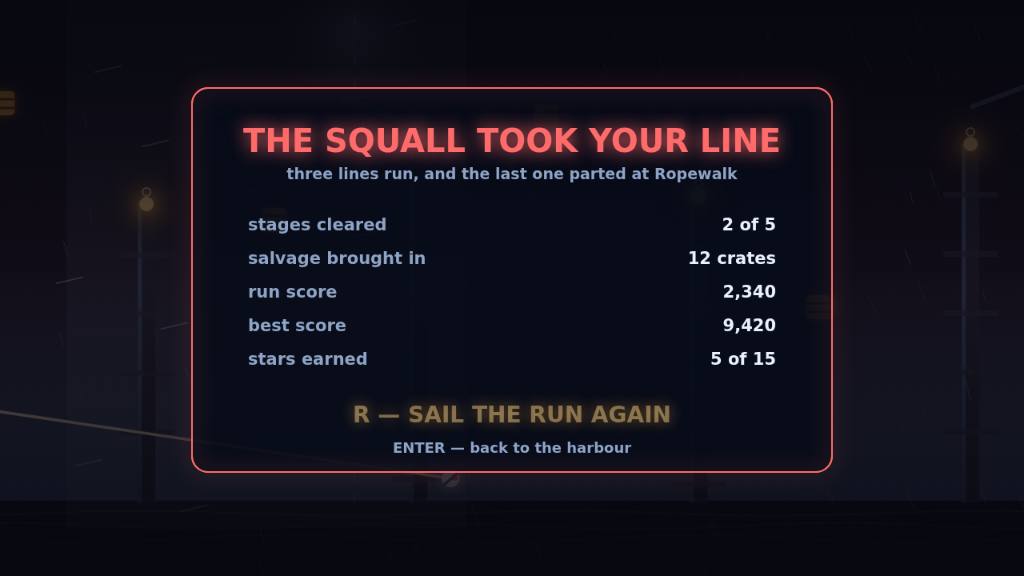 THE SQUALL TOOK YOUR LINE
three lines run, and the last one parted at Ropewalk
stages cleared 2 of 5
salvage brought in 12 crates
run score 2,340
best score 9,420
stars earned 5 of 15
R — SAIL THE RUN AGAIN
ENTER — back to the harbour